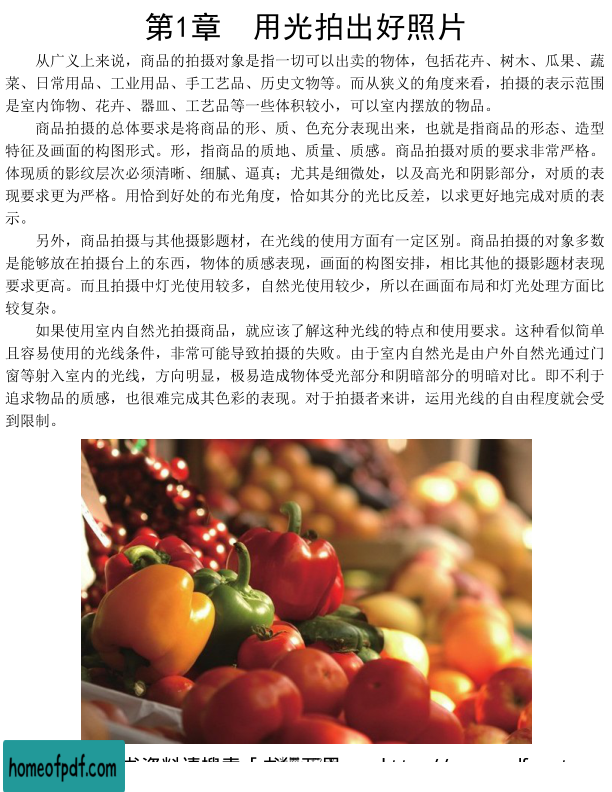 第1章　用光拍出好照片
从广义上来说，商品的拍摄对象是指一切可以出卖的物体，包括花卉、树木、瓜果、蔬
菜、日常用品、工业用品、手工艺品、历史文物等。而从狭义的角度来看，拍摄的表示范围
是室内饰物、花卉、器皿、工艺品等一些体积较小，可以室内摆放的物品。
商品拍摄的总体要求是将商品的形、质、色充分表现出来，也就是指商品的形态、造型
特征及画面的构图形式。形，指商品的质地、质量、质感。商品拍摄对质的要求非常严格。
体现质的影纹层次必须清晰、细腻、逼真；尤其是细微处，以及高光和阴影部分，对质的表
现要求更为严格。用恰到好处的布光角度，恰如其分的光比反差，以求更好地完成对质的表
示。
另外，商品拍摄与其他摄影题材，在光线的使用方面有一定区别。商品拍摄的对象多数
是能够放在拍摄台上的东西，物体的质感表现，画面的构图安排，相比其他的摄影题材表现
要求更高。而且拍摄中灯光使用较多，自然光使用较少，所以在画面布局和灯光处理方面比
较复杂。
如果使用室内自然光拍摄商品，就应该了解这种光线的特点和使用要求。这种看似简单
且容易使用的光线条件，非常可能导致拍摄的失败。由于室内自然光是由户外自然光通过门
窗等射入室内的光线，方向明显，极易造成物体受光部分和阴暗部分的明暗对比。即不利于
追求物品的质感，也很难完成其色彩的表现。对于拍摄者来讲，运用光线的自由程度就会受
到限制。
homeofpdf.com